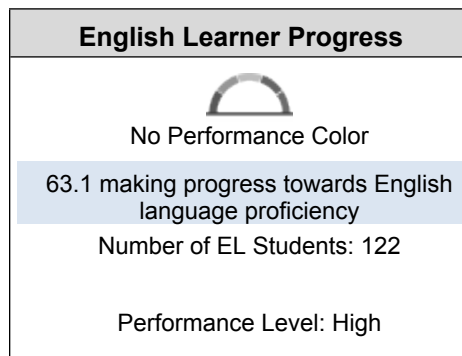 English Learner Progress
No Performance Color
63.1 making progress towards English
language proficiency
Number of EL Students: 122
Performance Level: High